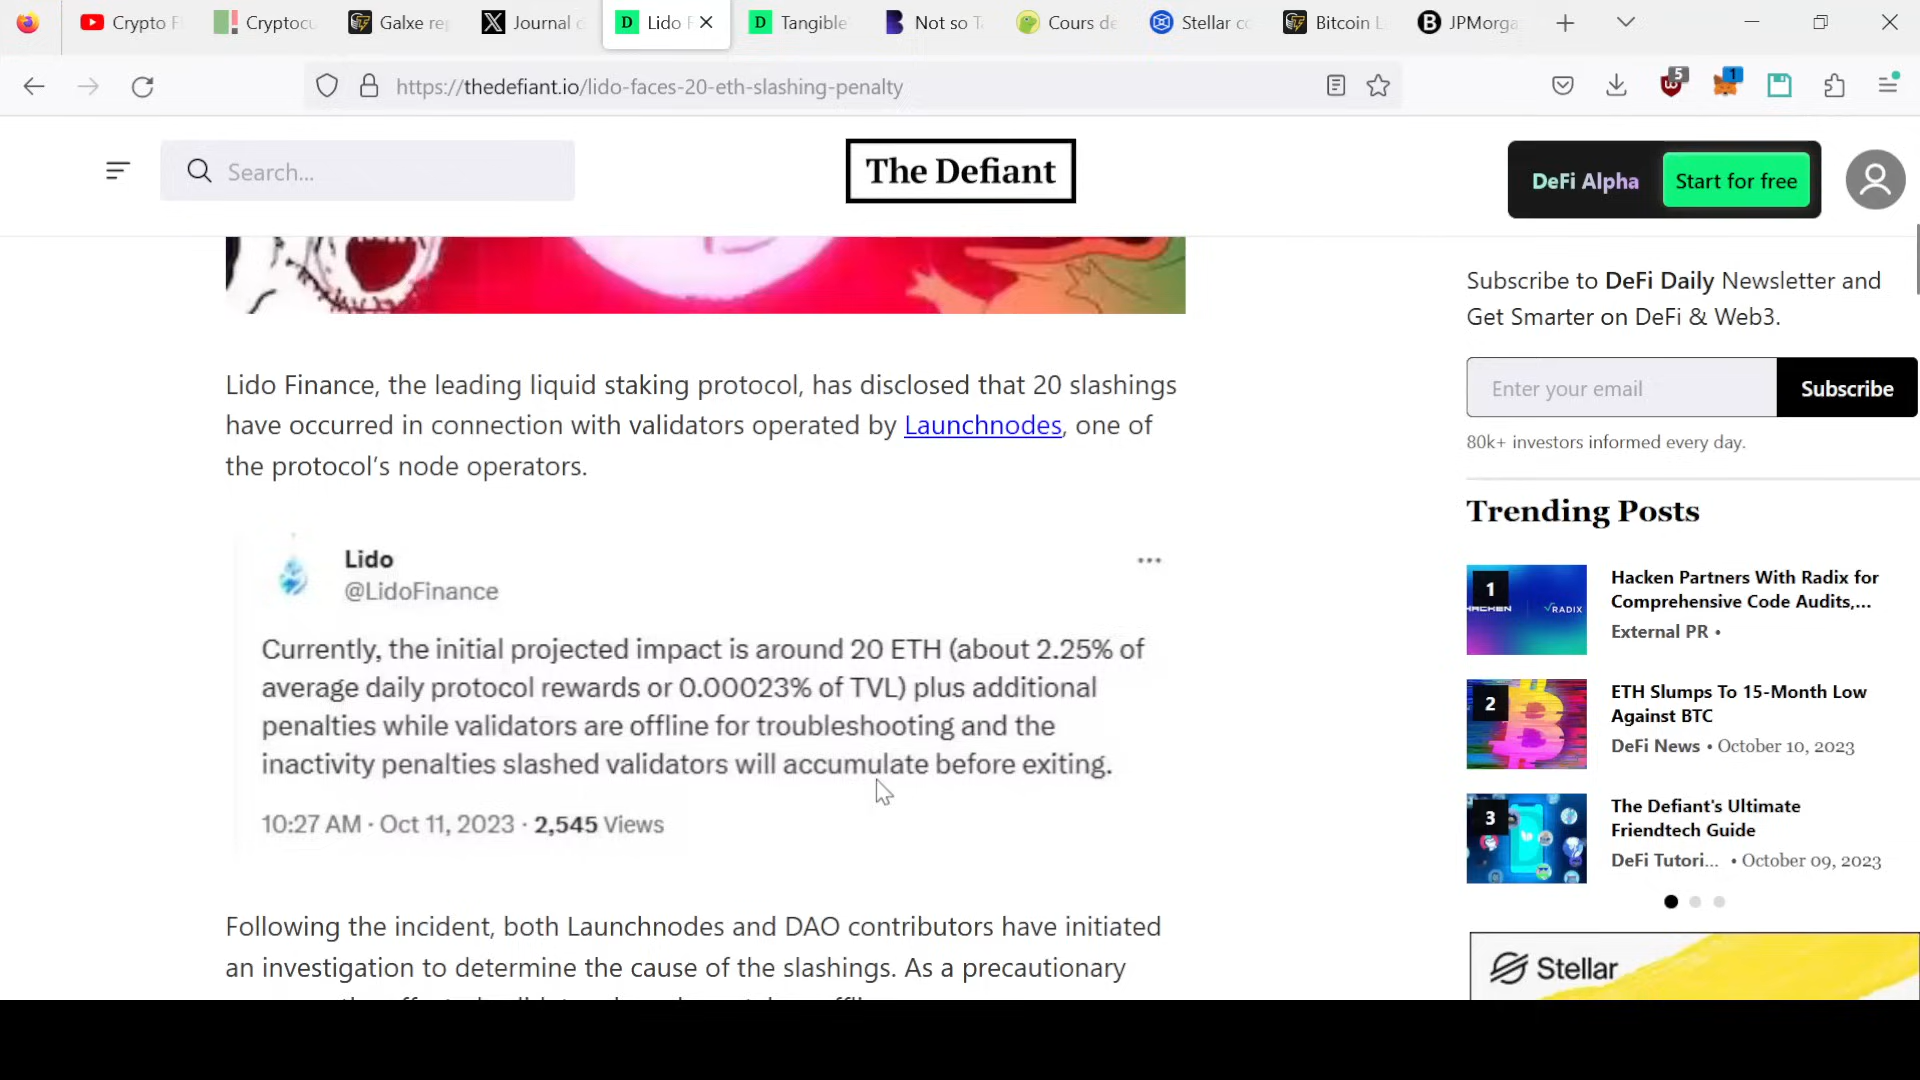 Crypto F
Cryptocu
Galxe re
Journal d
Lido F
Tangible
Not so T
Cours de
Stellar co
Bitcoin L
JPMorga
https://thedefiant.io/lido-faces-20-eth-slashing-penalty
5
1
Search...
The Defiant
DeFi Alpha
Start for free
Lido Finance, the leading liquid staking protocol, has disclosed that 20 slashings
have occurred in connection with validators operated by Launchnodes, one of
the protocol's node operators.
Lido
@LidoFinance
Currently, the initial projected impact is around 20 ETH (about 2.25% of
average daily protocol rewards or 0.00023% of TVL) plus additional
penalties while validators are offline for troubleshooting and the
inactivity penalties slashed validators will accumulate before exiting.
10:27 AM · Oct 11, 2023 · 2,545 Views
Following the incident, both Launchnodes and DAO contributors have initiated
an investigation to determine the cause of the slashings. As a precautionary
Subscribe to DeFi Daily Newsletter and
Get Smarter on DeFi & Web3.
Enter your email
Subscribe
80k+ investors informed every day.
Trending Posts
1
HACKEN
RADIX
Hacken Partners With Radix for
Comprehensive Code Audits,...
External PR •
2
ETH Slumps To 15-Month Low
Against BTC
DeFi News • October 10, 2023
3
The Defiant's Ultimate
Friendtech Guide
DeFi Tutori... • October 09, 2023
Stellar